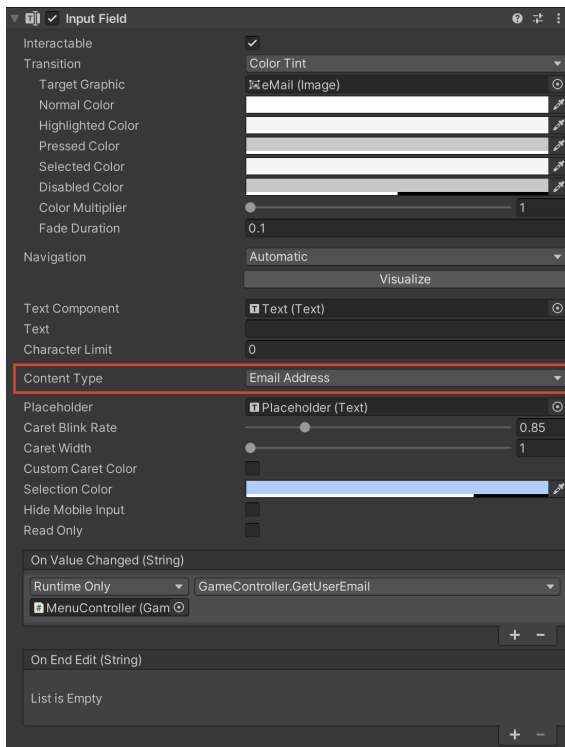 Input Field
Interactable
Transition Color Tint
Target Graphic eMail (Image)
Normal Color
Highlighted Color
Pressed Color
Selected Color
Disabled Color
Color Multiplier 1
Fade Duration 0.1
Navigation Automatic
Visualize
Text Component Text (Text)
Text
Character Limit 0
Content Type Email Address
Placeholder Placeholder (Text)
Caret Blink Rate 0.85
Caret Width 1
Custom Caret Color
Selection Color
Hide Mobile Input
Read Only
On Value Changed (String)
Runtime Only GameController.GetUserEmail
MenuController (Gam
+ −
On End Edit (String)
List is Empty
+ −